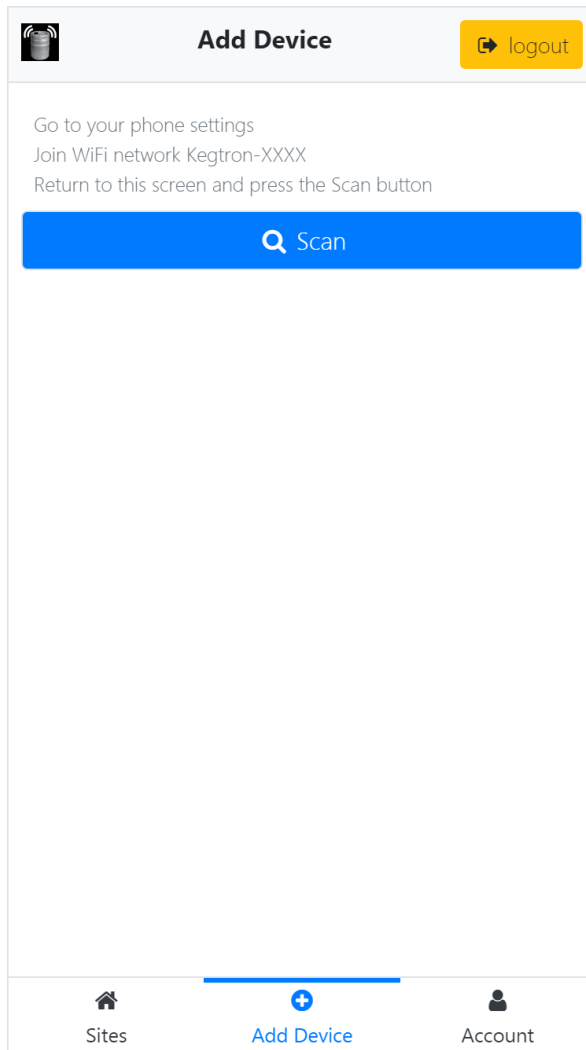 Add Device
logout
Go to your phone settings
Join WiFi network Kegtron-XXXX
Return to this screen and press the Scan button
Scan
Sites
Add Device
Account